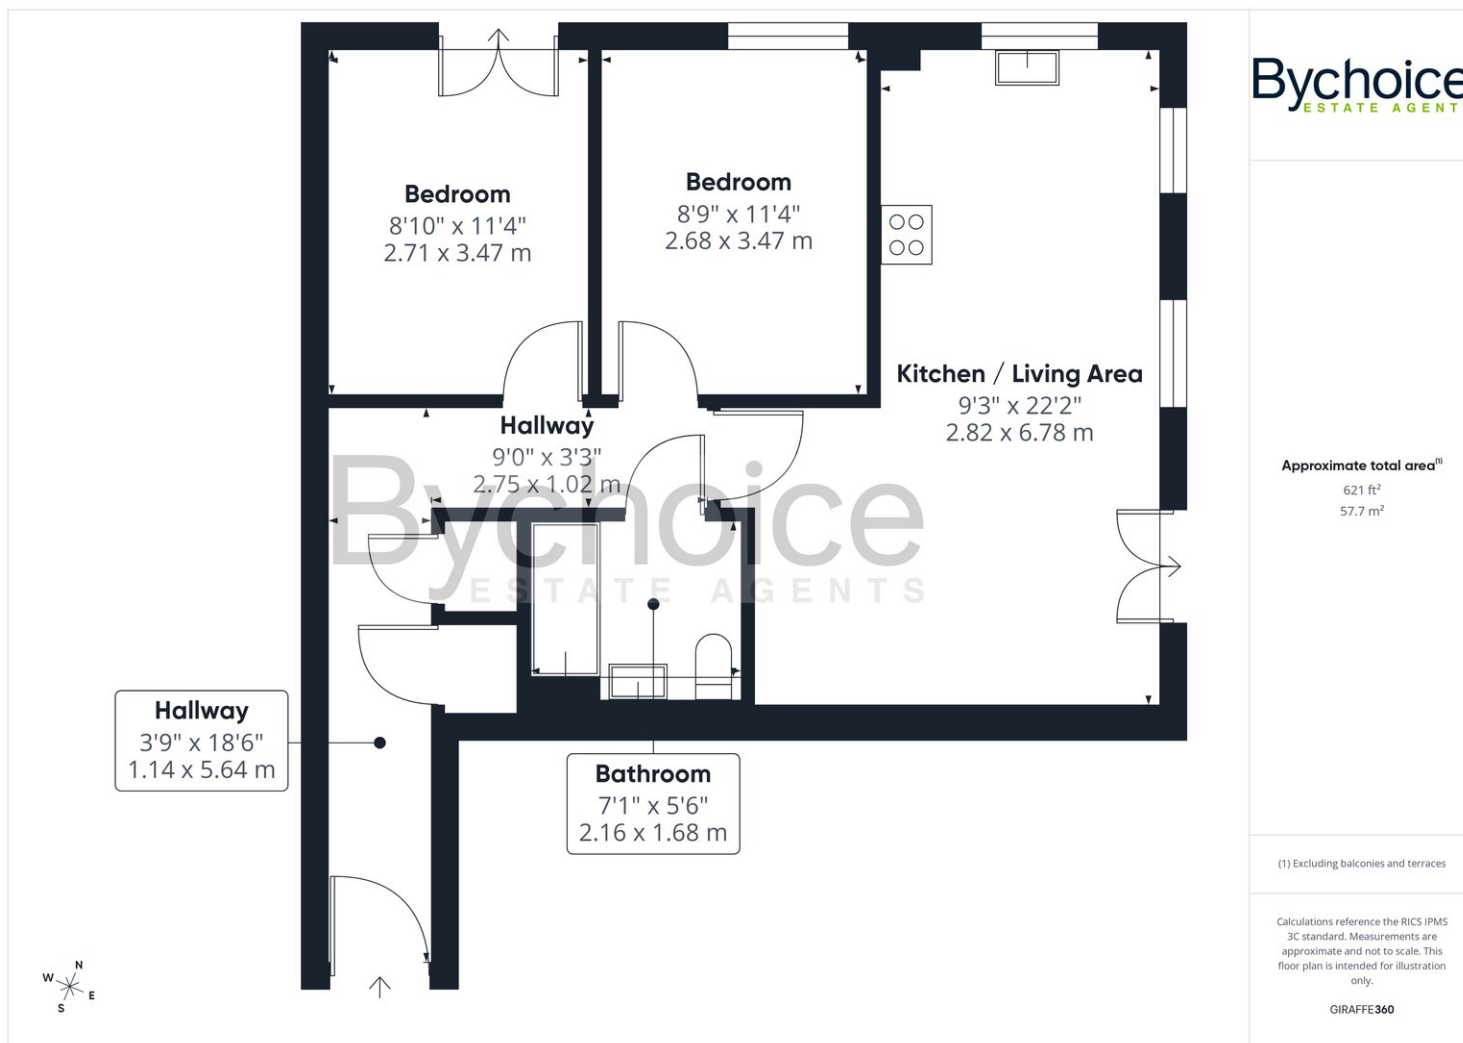 Bychoice
ESTATE AGENT
Bedroom
8'10" x 11'4"
2.71 x 3.47 m
Bedroom
8'9" x 11'4"
2.68 x 3.47 m
Kitchen / Living Area
9'3" x 22'2"
2.82 x 6.78 m
Hallway
9'0" x 3'3"
2.75 x 1.02 m
Bychoice
ESTATE AGENTS
Hallway
3'9" x 18'6"
1.14 x 5.64 m
Bathroom
7'1" x 5'6"
2.16 x 1.68 m
Approximate total area(1)
621 ft²
57.7 m²
(1) Excluding balconies and terraces
Calculations reference the RICS IPMS
3C standard. Measurements are
approximate and not to scale. This
floor plan is intended for illustration
only.
GIRAFFE360
N
W
E
S